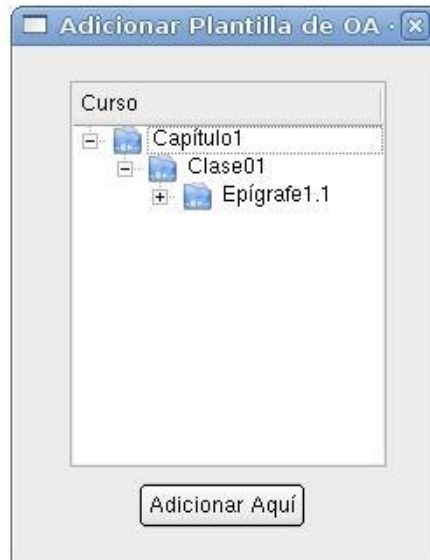 Adicionar Plantilla de OA
Curso
Capítulo1
Clase01
Epígrafe1.1
Adicionar Aquí